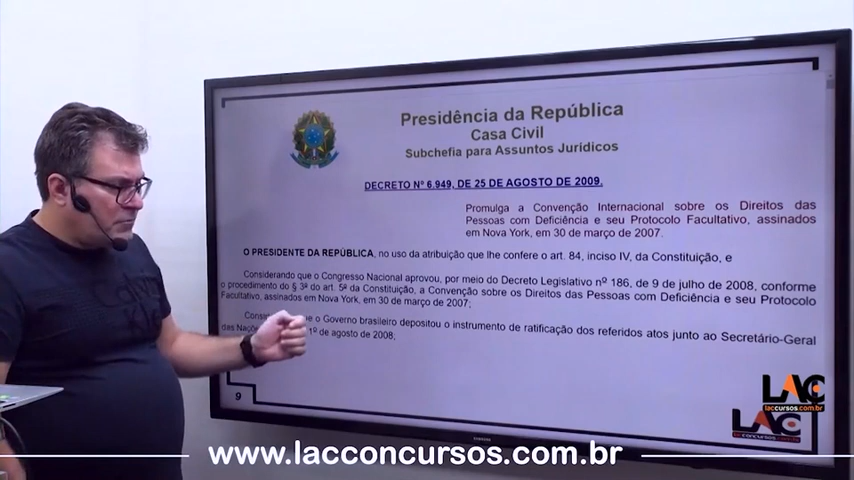 Presidência da República
Casa Civil
Subchefia para Assuntos Jurídicos
DECRETO Nº 6.949, DE 25 DE AGOSTO DE 2009.
Promulga a Convenção Internacional sobre os Direitos das
Pessoas com Deficiência e seu Protocolo Facultativo, assinados
em Nova York, em 30 de março de 2007.
O PRESIDENTE DA REPÚBLICA, no uso da atribuição que lhe confere o art. 84, inciso IV, da Constituição, e
Considerando que o Congresso Nacional aprovou, por meio do Decreto Legislativo nº 186, de 9 de julho de 2008, conforme
o procedimento do § 3º do art. 5º da Constituição, a Convenção sobre os Direitos das Pessoas com Deficiência e seu Protocolo
Facultativo, assinados em Nova York, em 30 de março de 2007;
o Governo brasileiro depositou o instrumento de ratificação dos referidos atos junto ao Secretário-Geral
das 1º de agosto de 2008;
9
LAC
laccursos.com.br
LAC
laccursos.com.br
SAMSUNG
www.lacconcursos.com.br